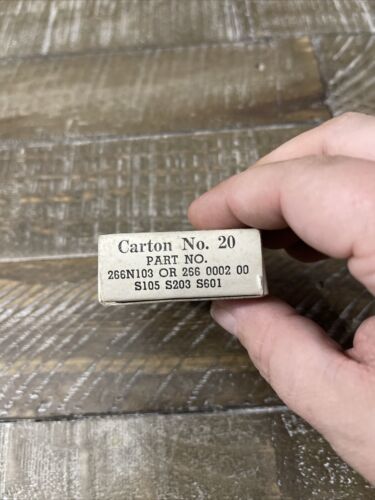 Carton No. 20
PART NO.
266N103 OR 266 0002 00
S105 S203 S601